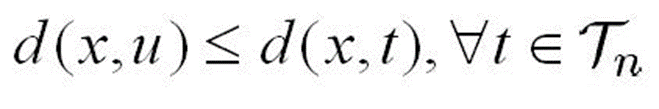 d(x,u) ≤ d(x,t), ∀t ∈ 𝒯ₙ